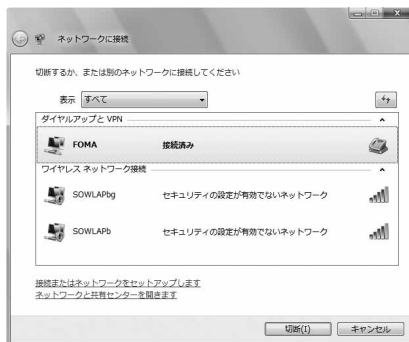 ネットワークに接続
切断するか、または別のネットワークに接続してください
表示 すべて
ダイヤルアップと VPN
FOMA 接続済み
ワイヤレス ネットワーク接続
SOWLAPbg セキュリティの設定が有効でないネットワーク
SOWLAPb セキュリティの設定が有効でないネットワーク
接続またはネットワークをセットアップします
ネットワークと共有センターを開きます
切断(I) キャンセル